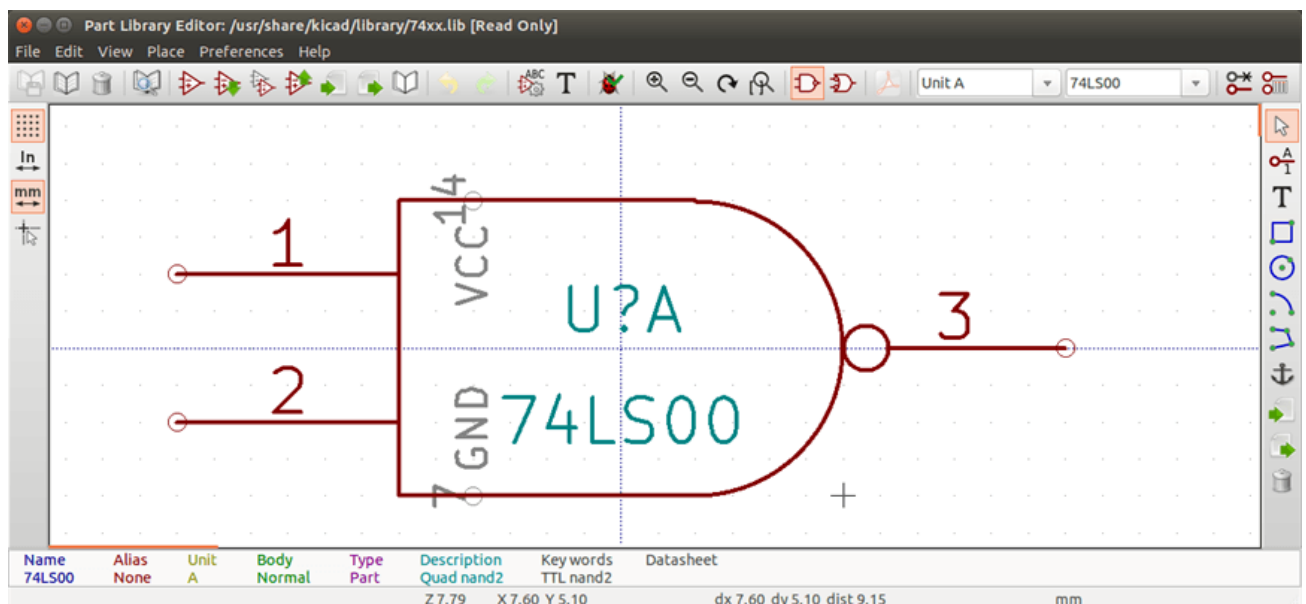 Part Library Editor: /usr/share/kicad/library/74xx.lib [Read Only]
File Edit View Place Preferences Help
ABC T Unit A 74LS00
In
mm
A
1
T
14
VCC
1
U?A
3
2
GND
74LS00
7
Name Alias Unit Body Type Description Key words Datasheet
74LS00 None A Normal Part Quad nand2 TTL nand2
Z 7.79 X 7.60 Y 5.10 dx 7.60 dy 5.10 dist 9.15 mm